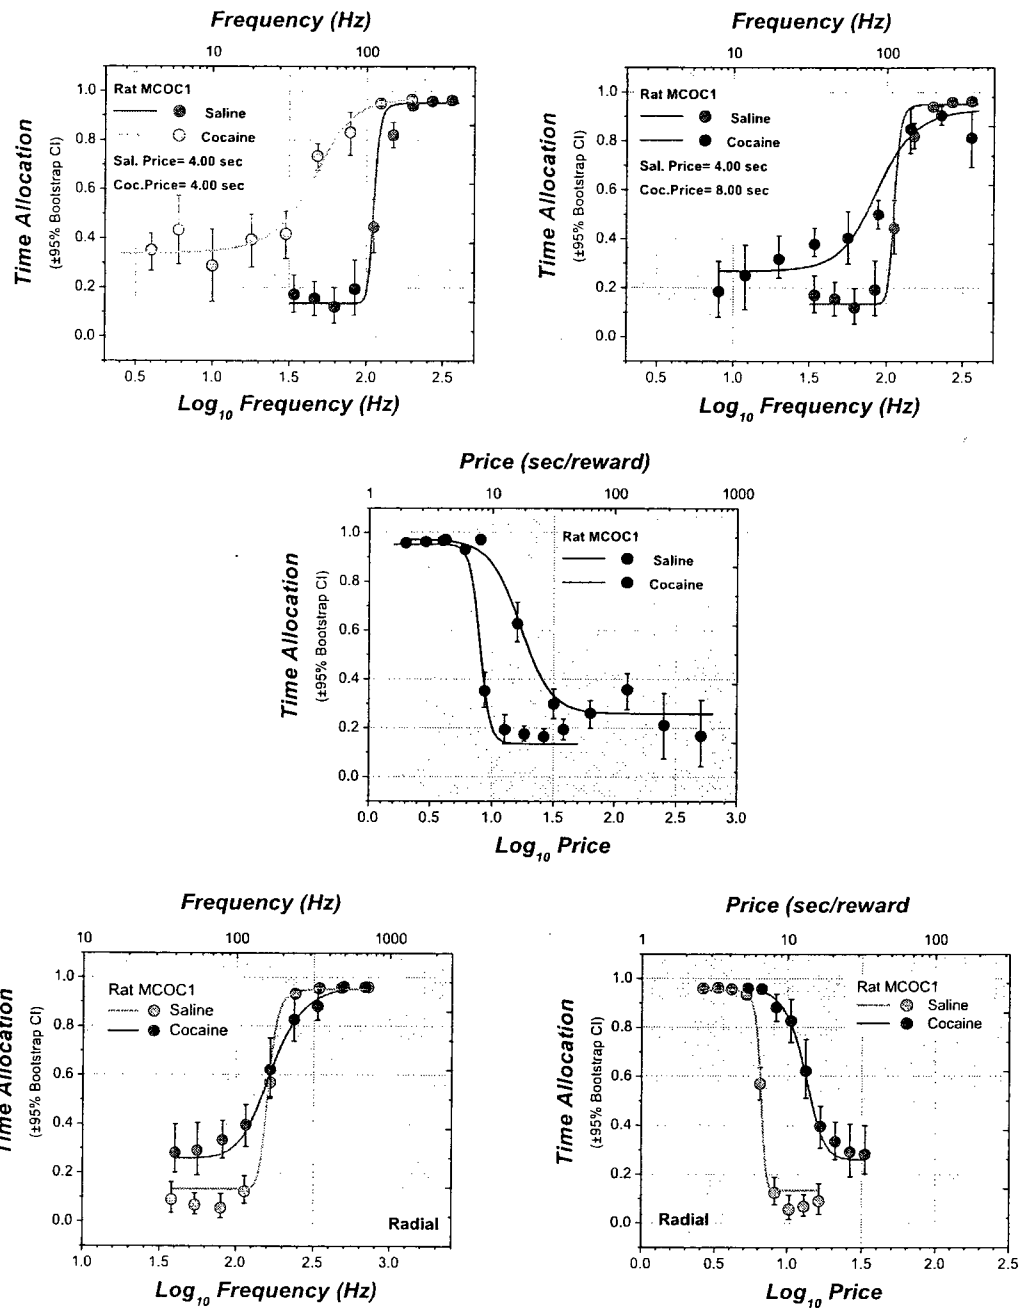 Frequency (Hz)
10 100
Time Allocation
(±95% Bootstrap CI)
1.0
0.8
0.6
0.4
0.2
0.0
Rat MCOC1
Saline
Cocaine
Sal. Price= 4.00 sec
Coc.Price= 4.00 sec
0.5 1.0 1.5 2.0 2.5
Log10 Frequency (Hz)
Frequency (Hz)
10 100
Time Allocation
(±95% Bootstrap CI)
1.0
0.8
0.6
0.4
0.2
0.0
Rat MCOC1
Saline
Cocaine
Sal. Price= 4.00 sec
Coc.Price= 8.00 sec
0.5 1.0 1.5 2.0 2.5
Log10 Frequency (Hz)
Price (sec/reward)
1 10 100 1000
Time Allocation
(±95% Bootstrap CI)
1.0
0.8
0.6
0.4
0.2
0.0
Rat MCOC1
Saline
Cocaine
0.0 0.5 1.0 1.5 2.0 2.5 3.0
Log10 Price
Frequency (Hz)
10 100 1000
Time Allocation
(±95% Bootstrap CI)
1.0
0.8
0.6
0.4
0.2
0.0
Rat MCOC1
Saline
Cocaine
Radial
1.0 1.5 2.0 2.5 3.0
Log10 Frequency (Hz)
Price (sec/reward
1 10 100
Time Allocation
(±95% Bootstrap CI)
1.0
0.8
0.6
0.4
0.2
0.0
Rat MCOC1
Saline
Cocaine
Radial
0.0 0.5 1.0 1.5 2.0 2.5
Log10 Price